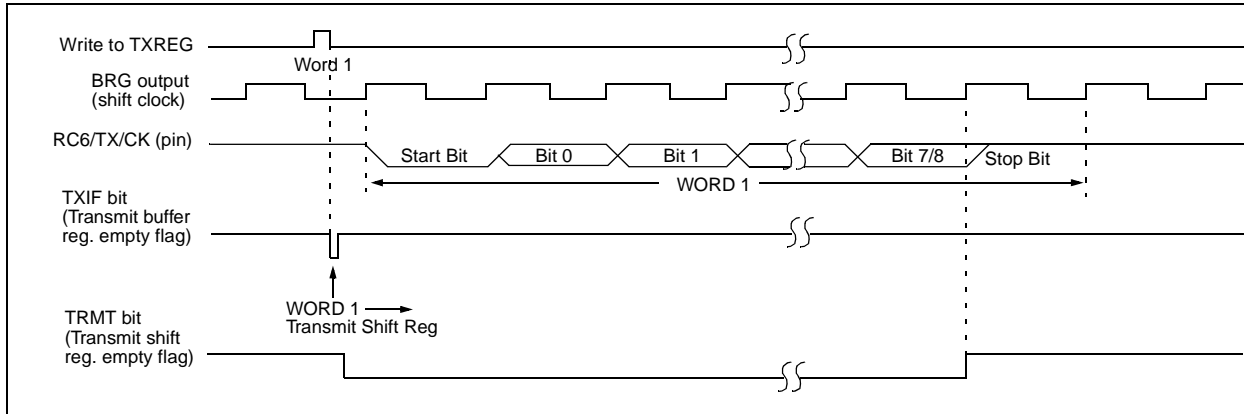 Write to TXREG
Word 1
BRG output
(shift clock)
RC6/TX/CK (pin)
Start Bit
Bit 0
Bit 1
Bit 7/8
Stop Bit
WORD 1
TXIF bit
(Transmit buffer
reg. empty flag)
WORD 1
Transmit Shift Reg
TRMT bit
(Transmit shift
reg. empty flag)